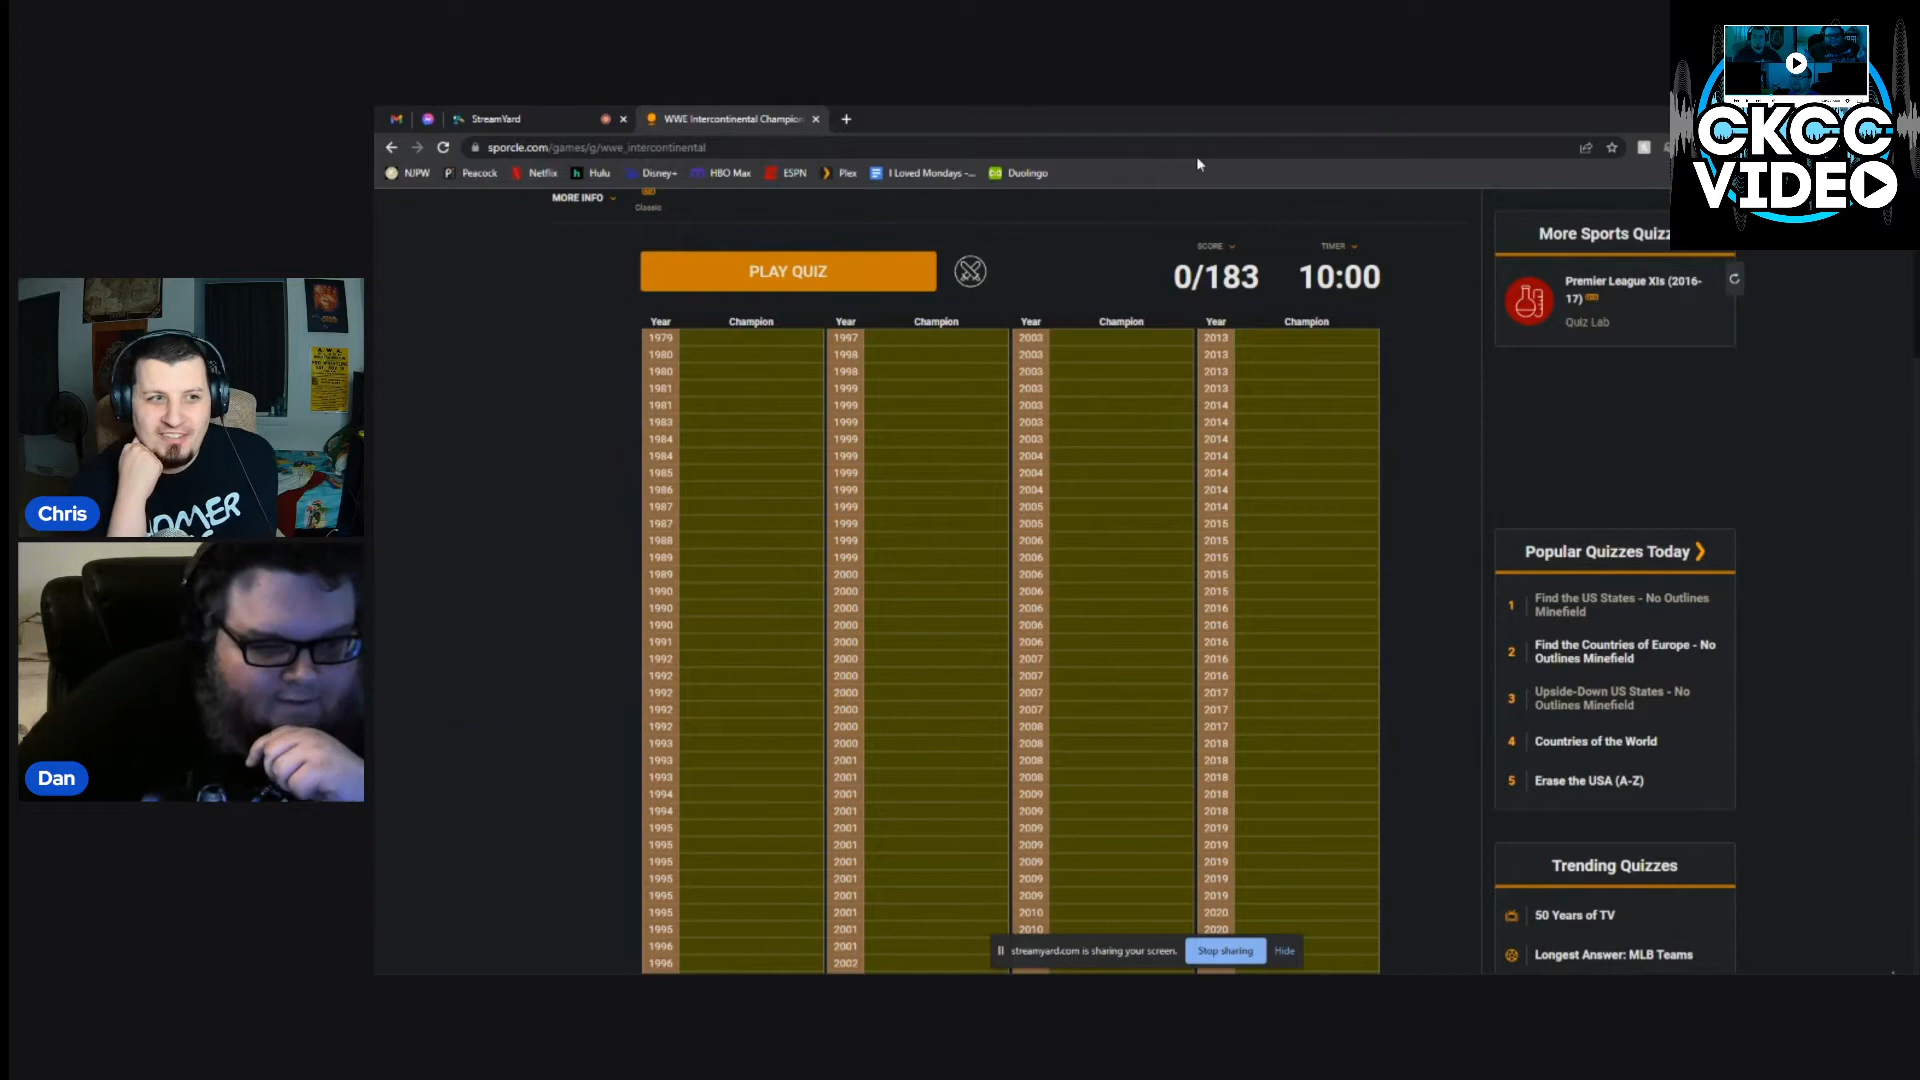 CKCC
VIDEO
StreamYard
WWE Intercontinental Champion
sporcle.com/games/g/wwe_intercontinental
NJPW
Peacock
Netflix
Hulu
Disney+
HBO Max
ESPN
Plex
I Loved Mondays -...
Duolingo
MORE INFO
Classic
PLAY QUIZ
SCORE
0/183
TIMER
10:00
Year Champion Year Champion Year Champion Year Champion
1979 1997 2003 2013
1980 1998 2003 2013
1980 1998 2003 2013
1981 1999 2003 2013
1981 1999 2003 2014
1983 1999 2003 2014
1984 1999 2003 2014
1984 1999 2004 2014
1985 1999 2004 2014
1986 1999 2004 2014
1987 1999 2005 2014
1987 1999 2005 2015
1988 1999 2006 2015
1989 1999 2006 2015
1989 2000 2006 2015
1990 2000 2006 2015
1990 2000 2006 2016
1990 2000 2006 2016
1991 2000 2006 2016
1992 2000 2007 2016
1992 2000 2007 2016
1992 2000 2007 2017
1992 2000 2007 2017
1992 2000 2008 2017
1993 2000 2008 2018
1993 2001 2008 2018
1993 2001 2008 2018
1994 2001 2009 2018
1994 2001 2009 2018
1995 2001 2009 2019
1995 2001 2009 2019
1995 2001 2009 2019
1995 2001 2009 2019
1995 2001 2009 2019
1995 2001 2010 2020
1995 2001 2010 2020
1996 2001
1996 2002
streamyard.com is sharing your screen.
Stop sharing
Hide
More Sports Quizz
Premier League XIs (2016-
17)
Quiz Lab
Popular Quizzes Today
1 Find the US States - No Outlines
Minefield
2 Find the Countries of Europe - No
Outlines Minefield
3 Upside-Down US States - No
Outlines Minefield
4 Countries of the World
5 Erase the USA (A-Z)
Trending Quizzes
50 Years of TV
Longest Answer: MLB Teams
Chris
Dan